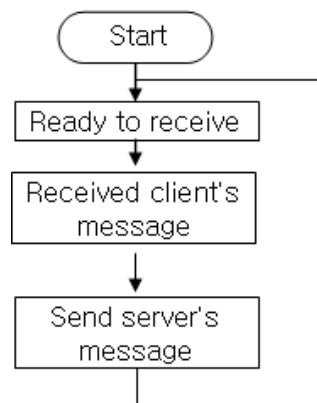 Start
Ready to receive
Received client's
message
Send server's
message